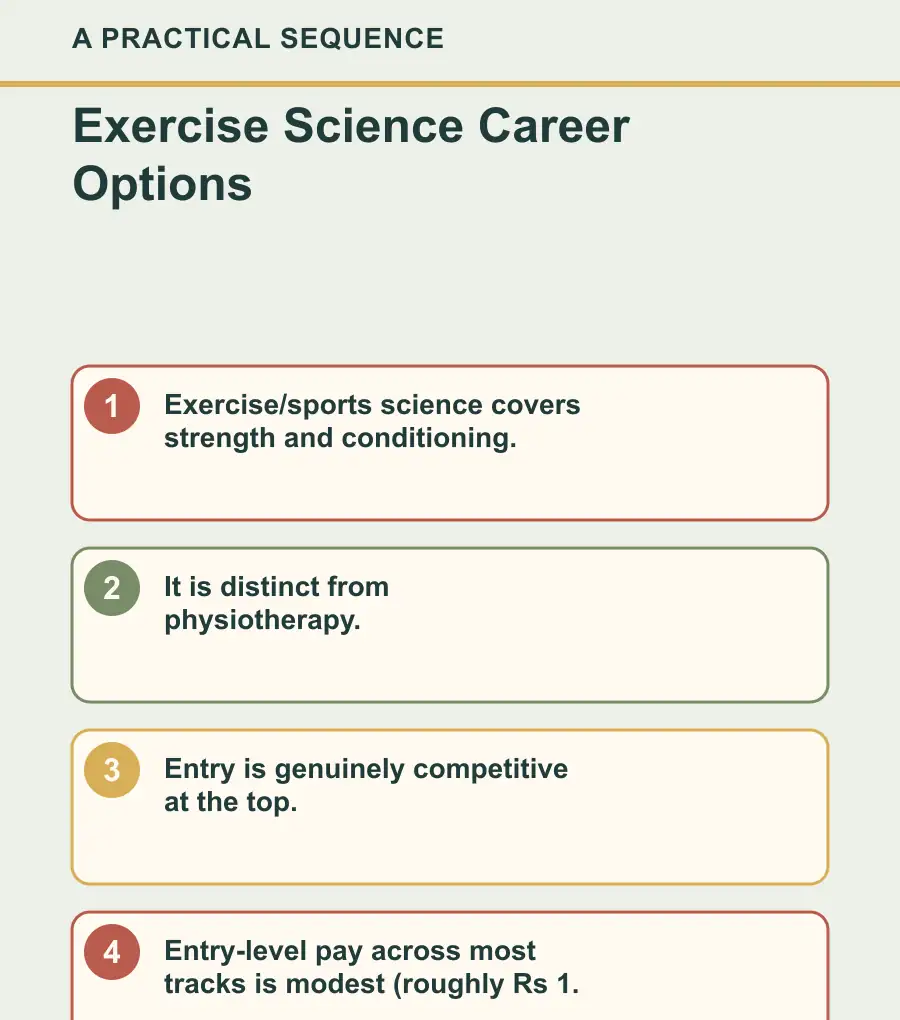 A PRACTICAL SEQUENCE
Exercise Science Career
Options
1
Exercise/sports science covers
strength and conditioning.
2
It is distinct from
physiotherapy.
3
Entry is genuinely competitive
at the top.
4
Entry-level pay across most
tracks is modest (roughly Rs 1.